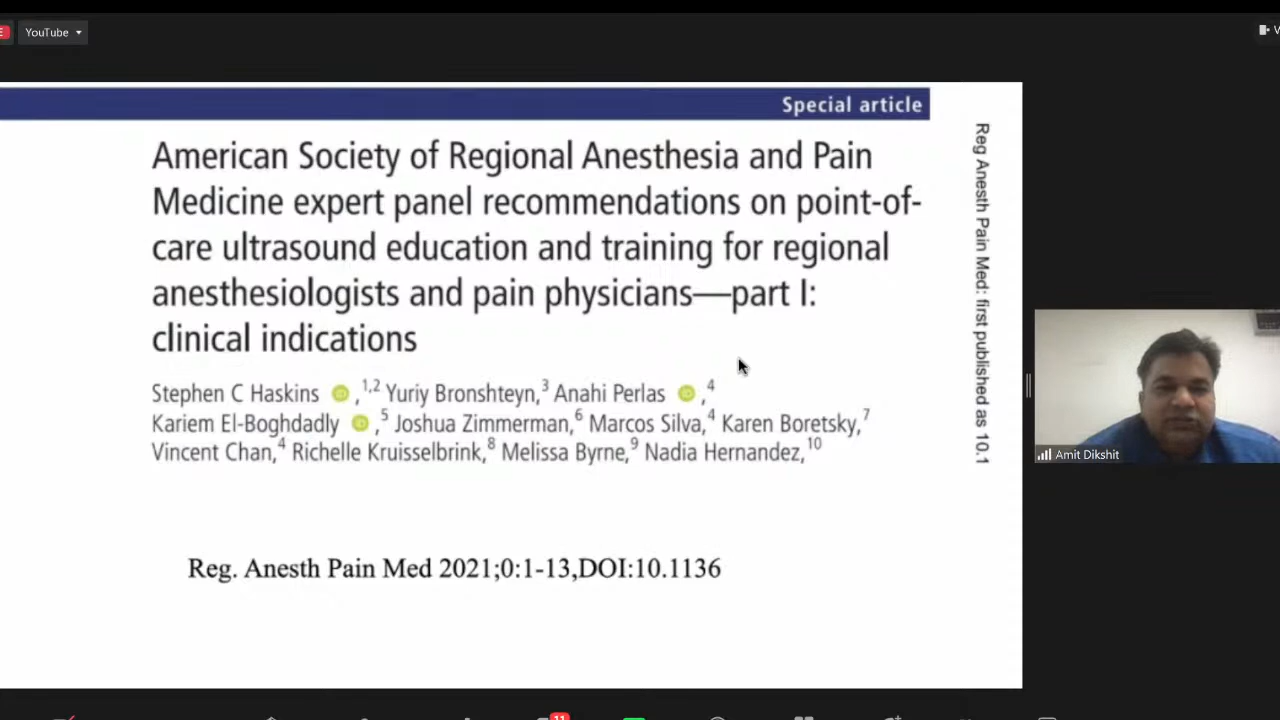 E
YouTube
V
Special article
American Society of Regional Anesthesia and Pain
Medicine expert panel recommendations on point-of-
care ultrasound education and training for regional
anesthesiologists and pain physicians—part I:
clinical indications
Stephen C Haskins ,1,2 Yuriy Bronshteyn,3 Anahi Perlas ,4
Kariem El-Boghdadly ,5 Joshua Zimmerman,6 Marcos Silva,4 Karen Boretsky,7
Vincent Chan,4 Richelle Kruisselbrink,8 Melissa Byrne,9 Nadia Hernandez,10
Reg. Anesth Pain Med 2021;0:1-13,DOI:10.1136
Reg Anesth Pain Med: first published as 10.1
Amit Dikshit
11